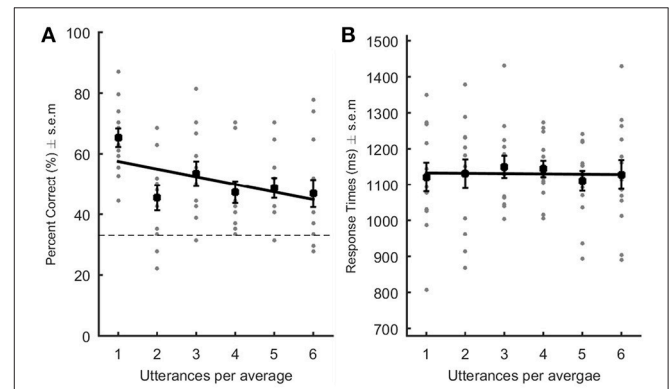 A
B
Percent Correct (%) ± s.e.m
100
80
60
40
20
0
1 2 3 4 5 6
Utterances per average
Response Times (ms) ± s.e.m
1500
1400
1300
1200
1100
1000
900
800
700
1 2 3 4 5 6
Utterances per avergae